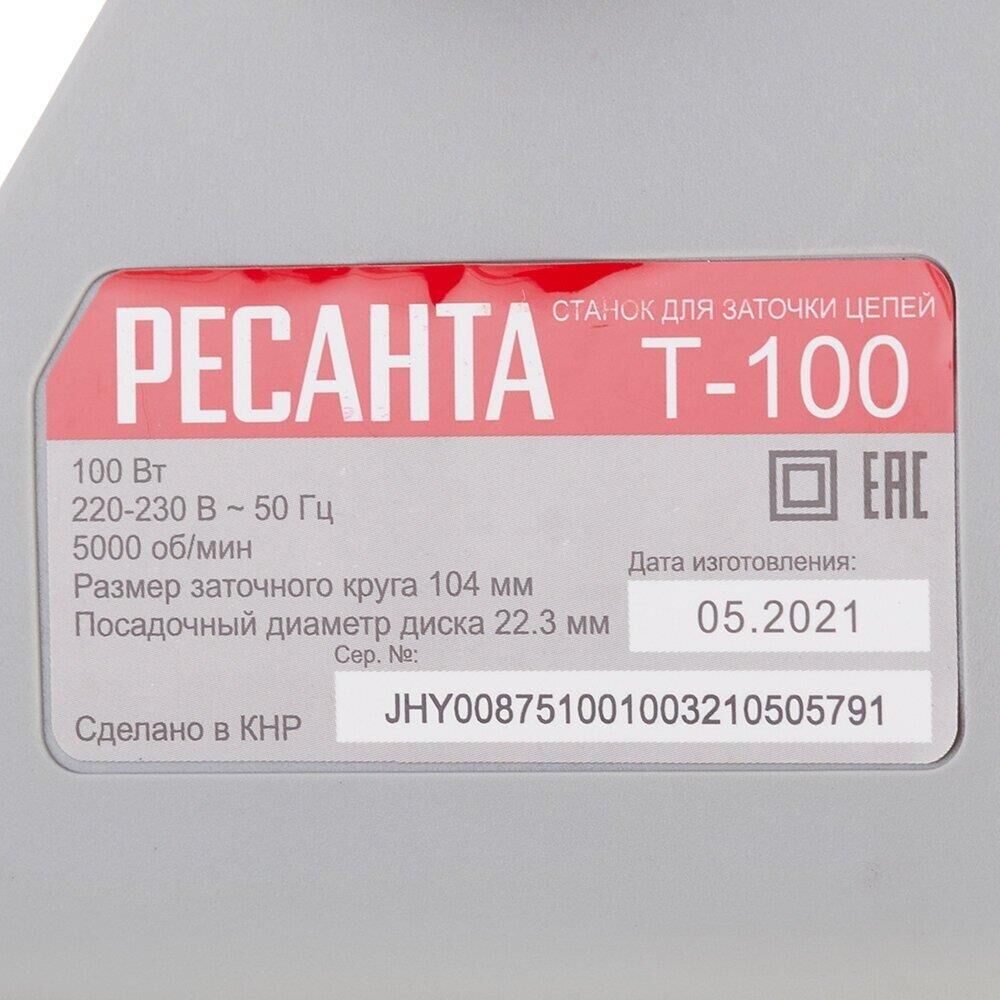 РЕСАНТА
СТАНОК ДЛЯ ЗАТОЧКИ ЦЕПЕЙ
Т-100
100 Вт
220-230 В ~ 50 Гц
5000 об/мин
Размер заточного круга 104 мм
Посадочный диаметр диска 22.3 мм
EAC
Дата изготовления:
05.2021
Сер. №:
JHY008751001003210505791
Сделано в КНР